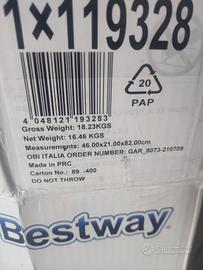 1×119328
20
PAP
4 048121 193283
Gross Weight: 18.23KGS
Net Weight: 16.46 KGS
Measurements: 46.00x21.00x82.00cm
OBI ITALIA ORDER NUMBER: GAR_8073-210709
Made in PRC
Carton No.: 89 -400
DO NOT THROW
Bestway